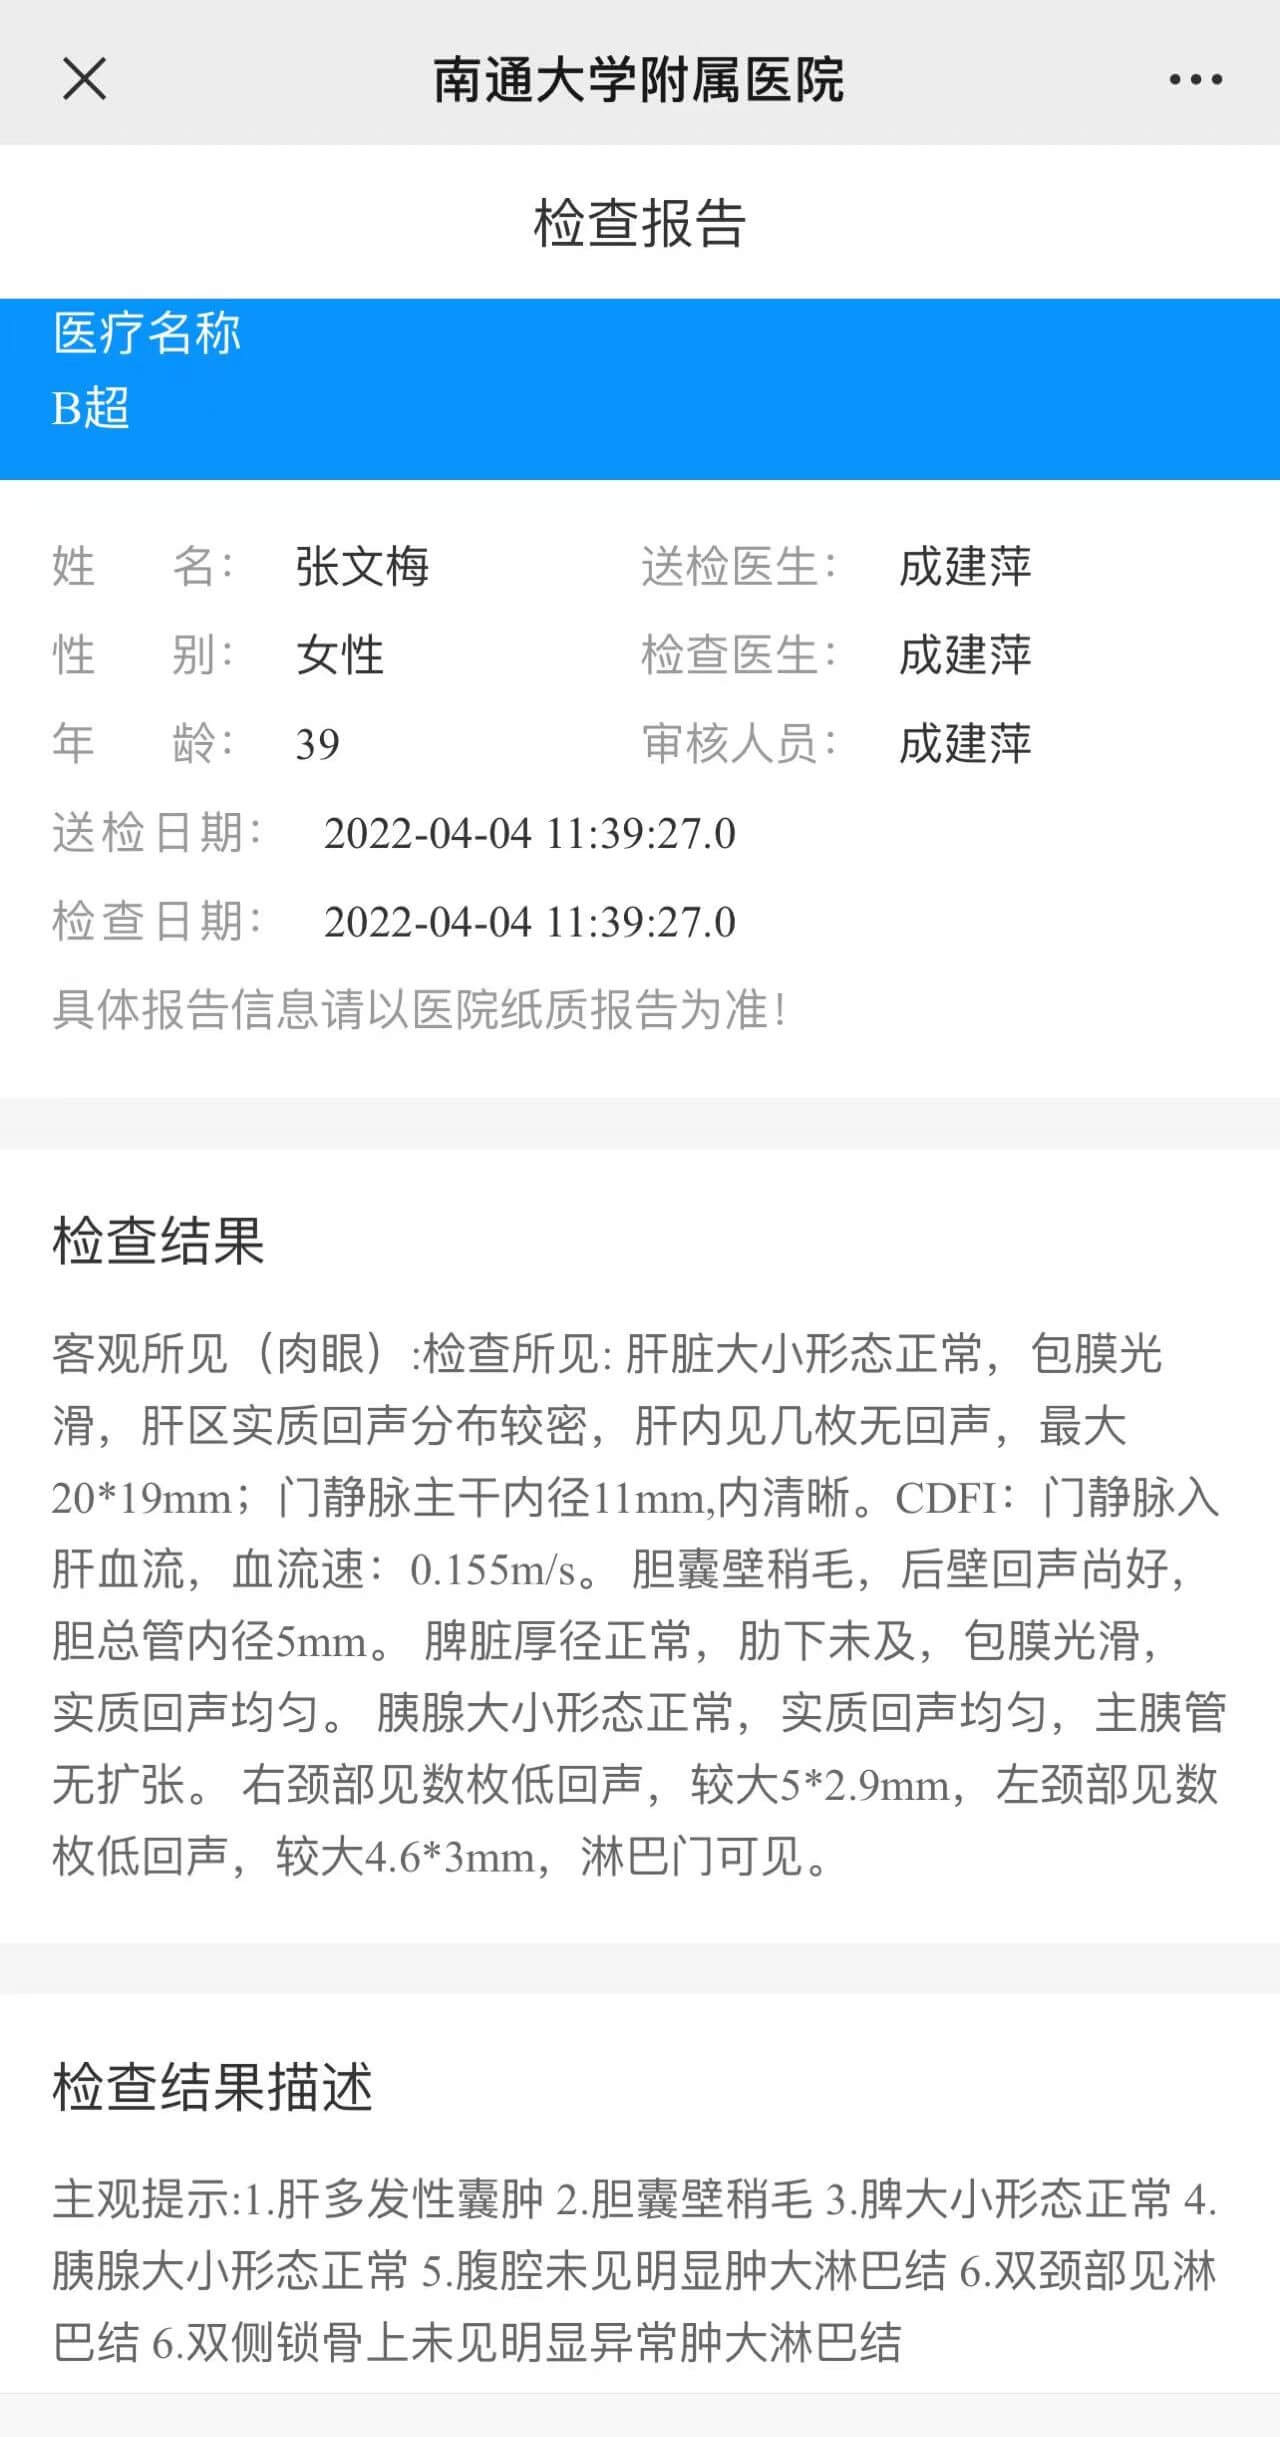 南通大学附属医院
检查报告
医疗名称
B超
姓 名： 张文梅 送检医生： 成建萍
性 别： 女性 检查医生： 成建萍
年 龄： 39 审核人员： 成建萍
送检日期： 2022-04-04 11:39:27.0
检查日期： 2022-04-04 11:39:27.0
具体报告信息请以医院纸质报告为准！
检查结果
客观所见（肉眼）:检查所见: 肝脏大小形态正常，包膜光
滑，肝区实质回声分布较密，肝内见几枚无回声，最大
20*19mm；门静脉主干内径11mm,内清晰。CDFI：门静脉入
肝血流，血流速：0.155m/s。 胆囊壁稍毛，后壁回声尚好，
胆总管内径5mm。 脾脏厚径正常，肋下未及，包膜光滑，
实质回声均匀。 胰腺大小形态正常，实质回声均匀，主胰管
无扩张。 右颈部见数枚低回声，较大5*2.9mm，左颈部见数
枚低回声，较大4.6*3mm，淋巴门可见。
检查结果描述
主观提示:1.肝多发性囊肿 2.胆囊壁稍毛 3.脾大小形态正常 4.
胰腺大小形态正常 5.腹腔未见明显肿大淋巴结 6.双颈部见淋
巴结 6.双侧锁骨上未见明显异常肿大淋巴结